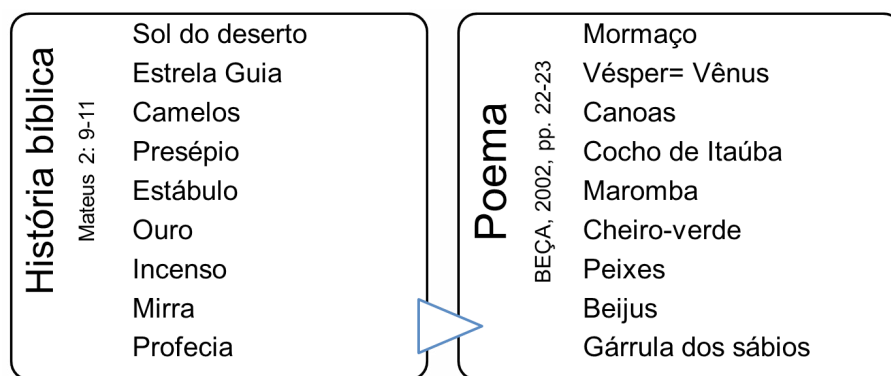 História bíblica
Mateus 2: 9-11
Sol do deserto
Estrela Guia
Camelos
Presépio
Estábulo
Ouro
Incenso
Mirra
Profecia
Poema
BEÇA, 2002, pp. 22-23
Mormaço
Vésper= Vênus
Canoas
Cocho de Itaúba
Maromba
Cheiro-verde
Peixes
Beijus
Gárrula dos sábios